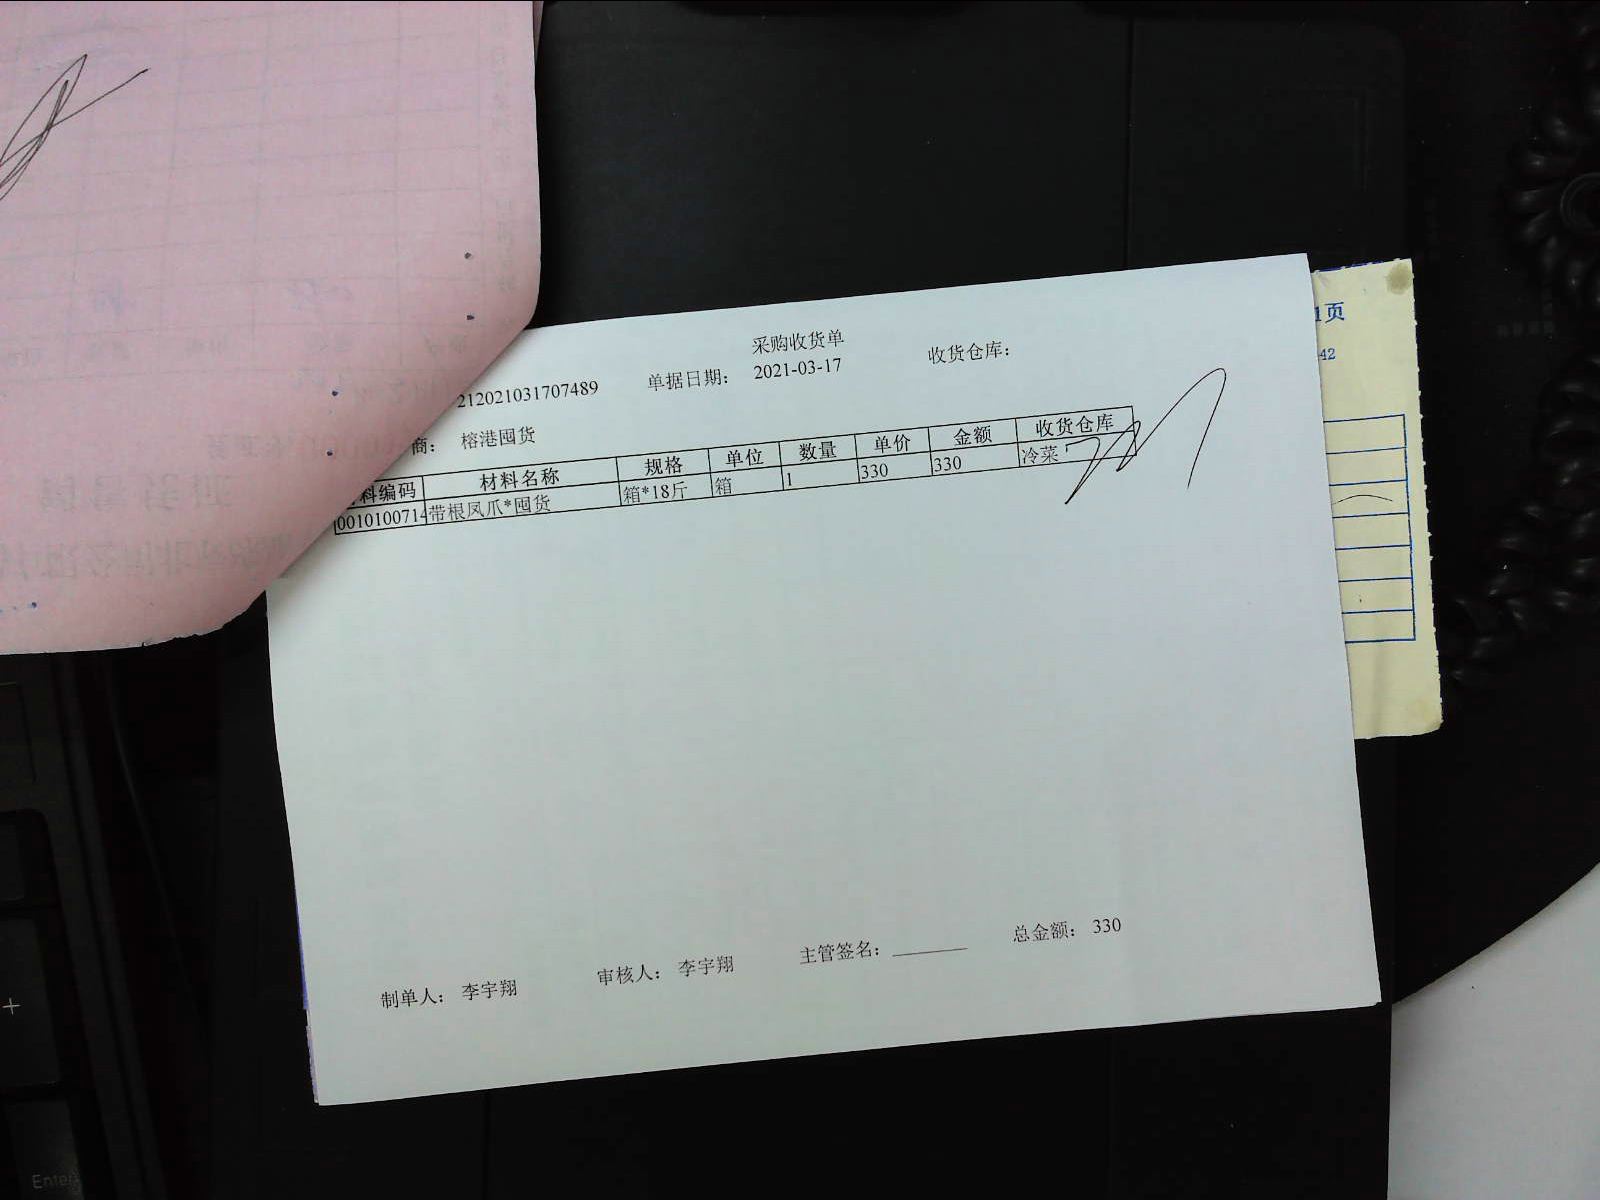 采购收货单
212021031707489 单据日期： 2021-03-17 收货仓库：
商： 榕港囤货
料编码 材料名称 规格 单位 数量 单价 金额 收货仓库
0010100714 带根凤爪*囤货 箱*18斤 箱 1 330 330 冷菜
制单人： 李宇翔 审核人： 李宇翔 主管签名： 总金额： 330
1页
42
+
Enter